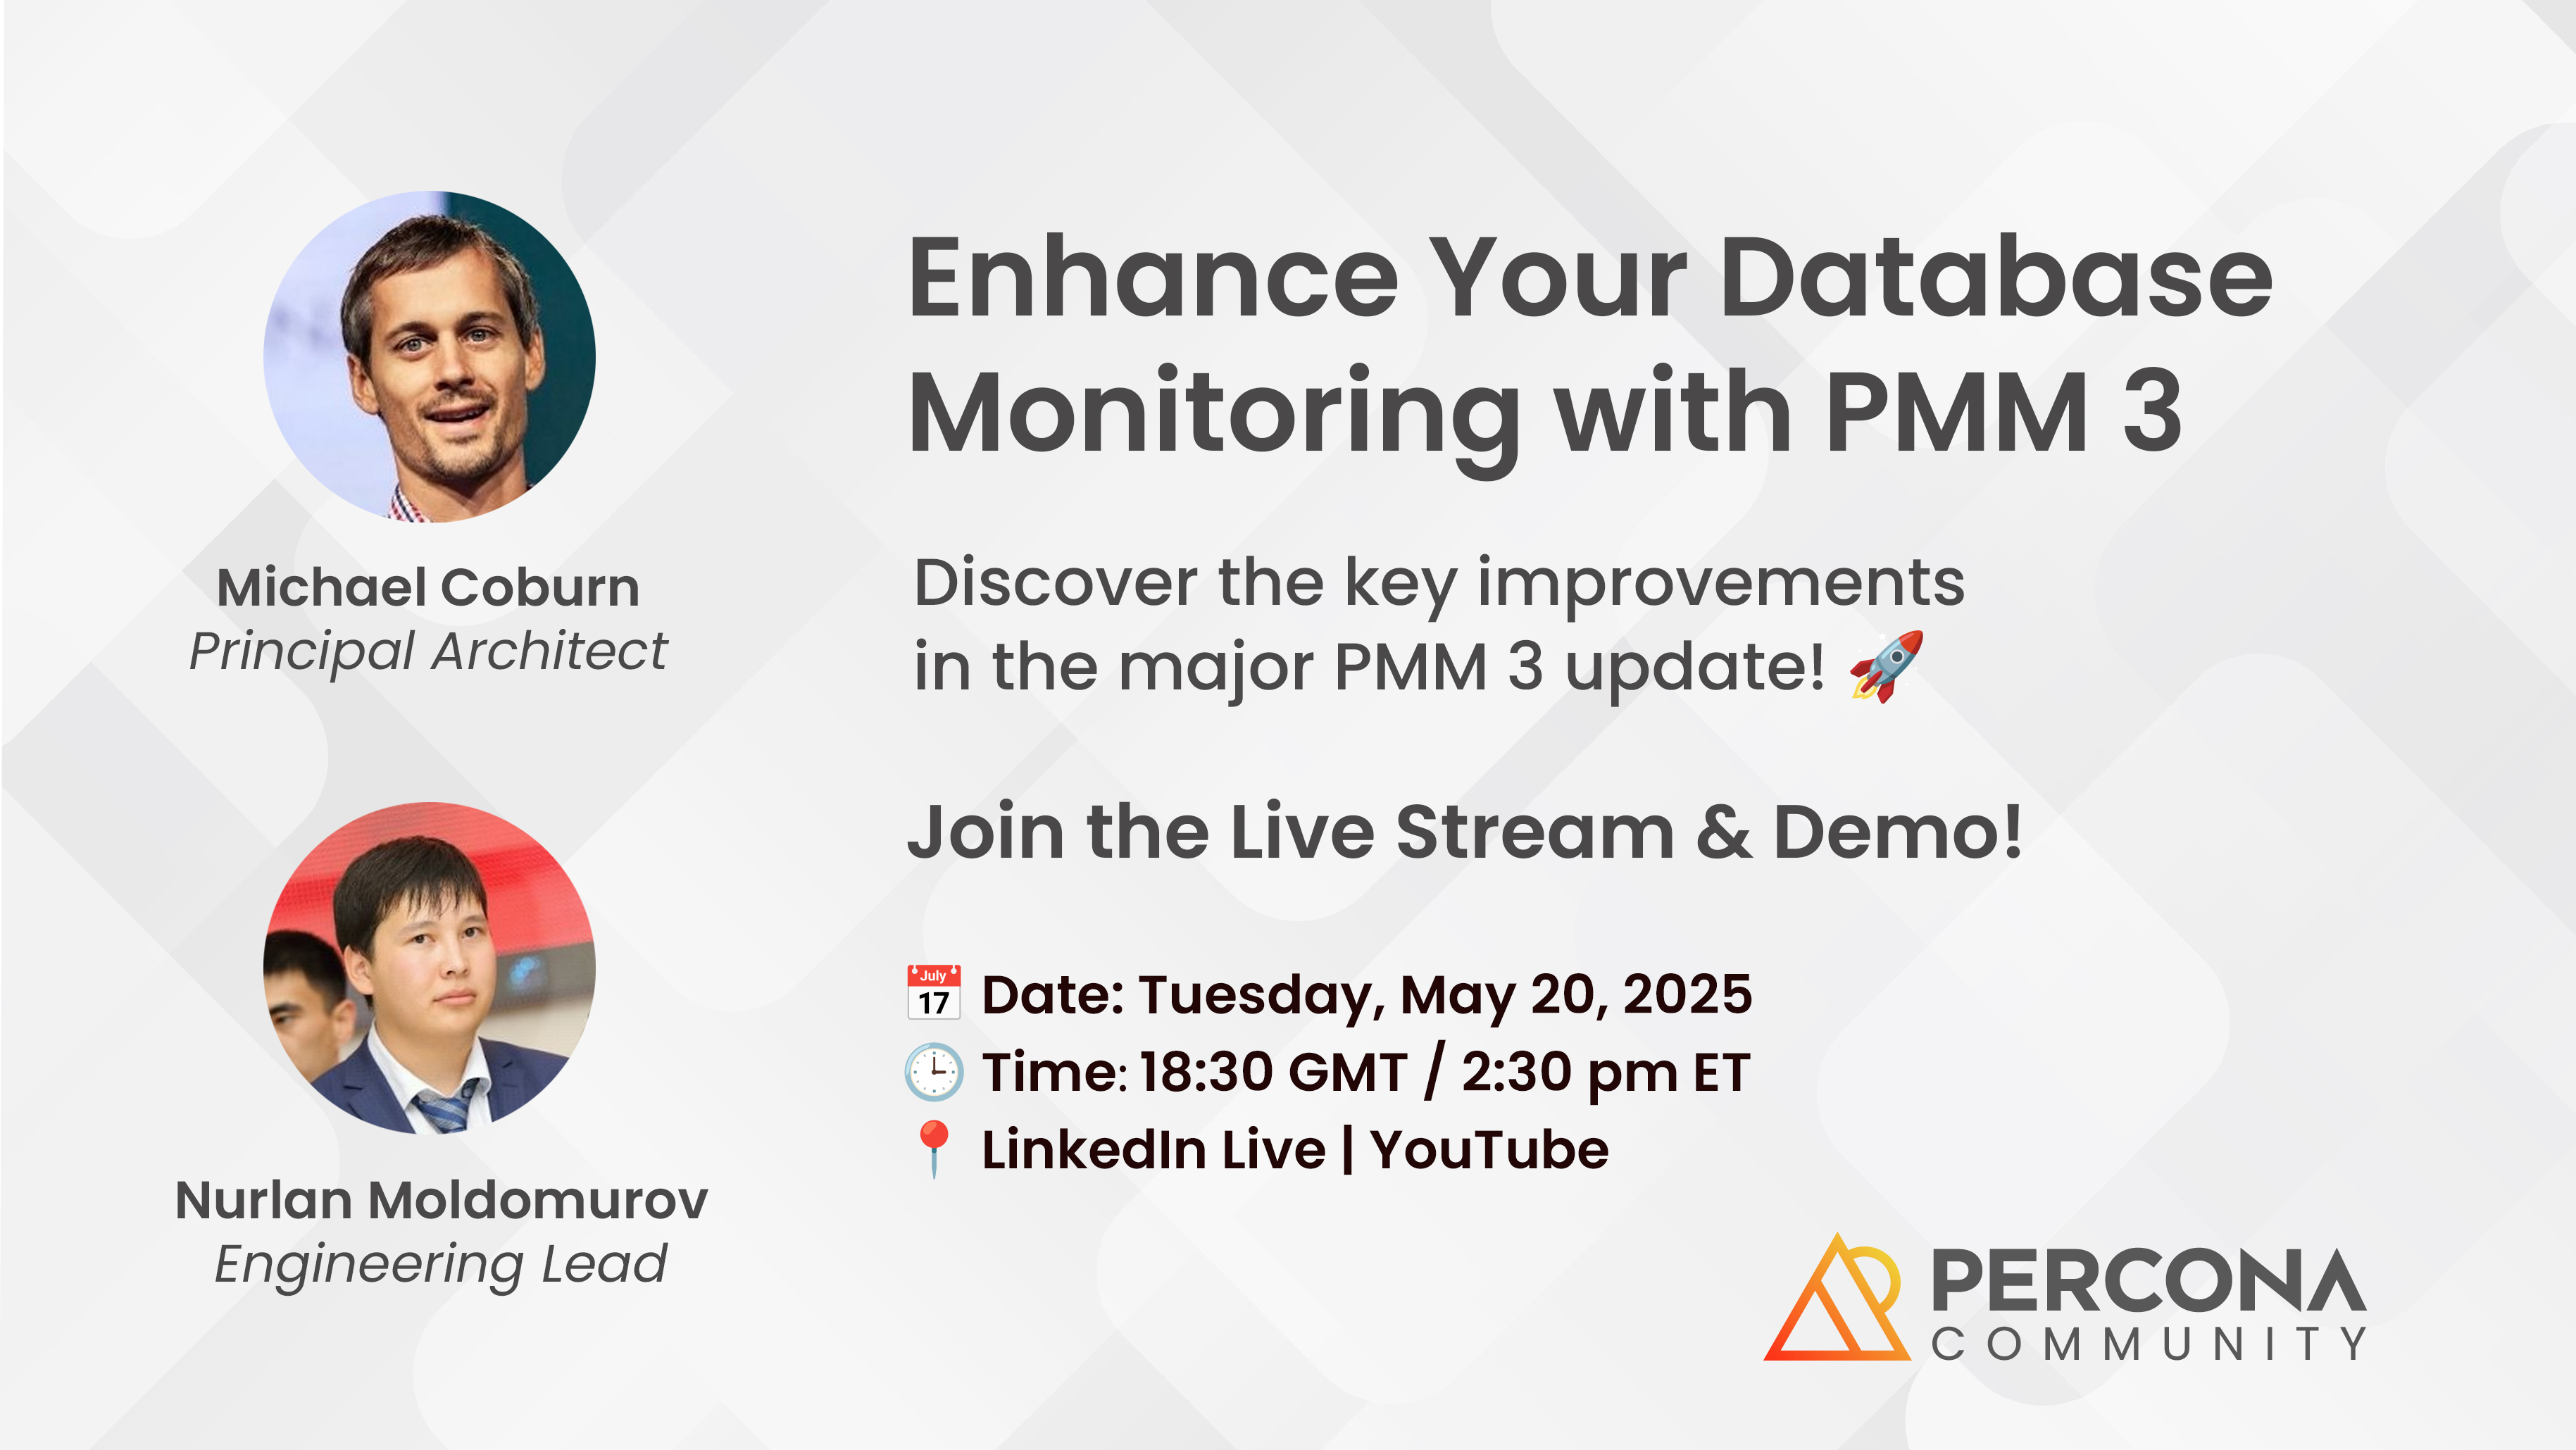 Michael Coburn
Principal Architect
Nurlan Moldomurov
Engineering Lead
Enhance Your Database
Monitoring with PMM 3
Discover the key improvements
in the major PMM 3 update! 🚀
Join the Live Stream & Demo!
July
17
Date: Tuesday, May 20, 2025
Time: 18:30 GMT / 2:30 pm ET
LinkedIn Live | YouTube
PERCONA
COMMUNITY